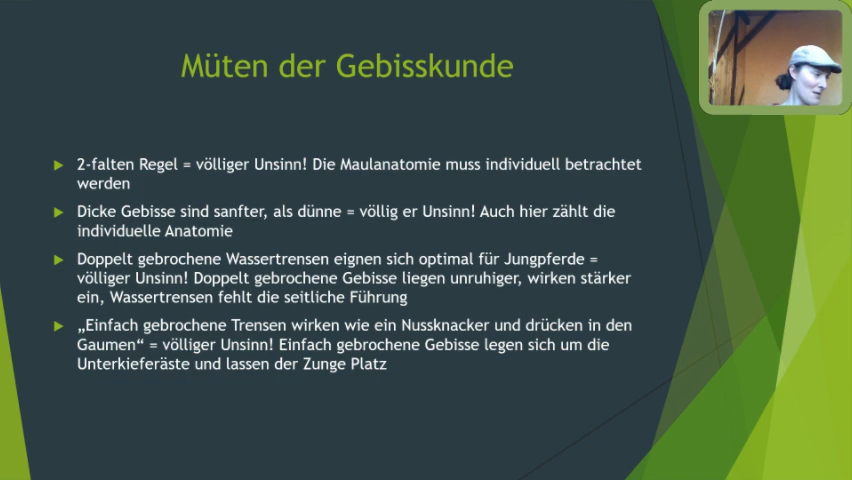 Müten der Gebisskunde
2-falten Regel = völliger Unsinn! Die Maulanatomie muss individuell betrachtet
werden
Dicke Gebisse sind sanfter, als dünne = völlig er Unsinn! Auch hier zählt die
individuelle Anatomie
Doppelt gebrochene Wassertrensen eignen sich optimal für Jungpferde =
völliger Unsinn! Doppelt gebrochene Gebisse liegen unruhiger, wirken stärker
ein, Wassertrensen fehlt die seitliche Führung
„Einfach gebrochene Trensen wirken wie ein Nussknacker und drücken in den
Gaumen“ = völliger Unsinn! Einfach gebrochene Gebisse legen sich um die
Unterkieferäste und lassen der Zunge Platz